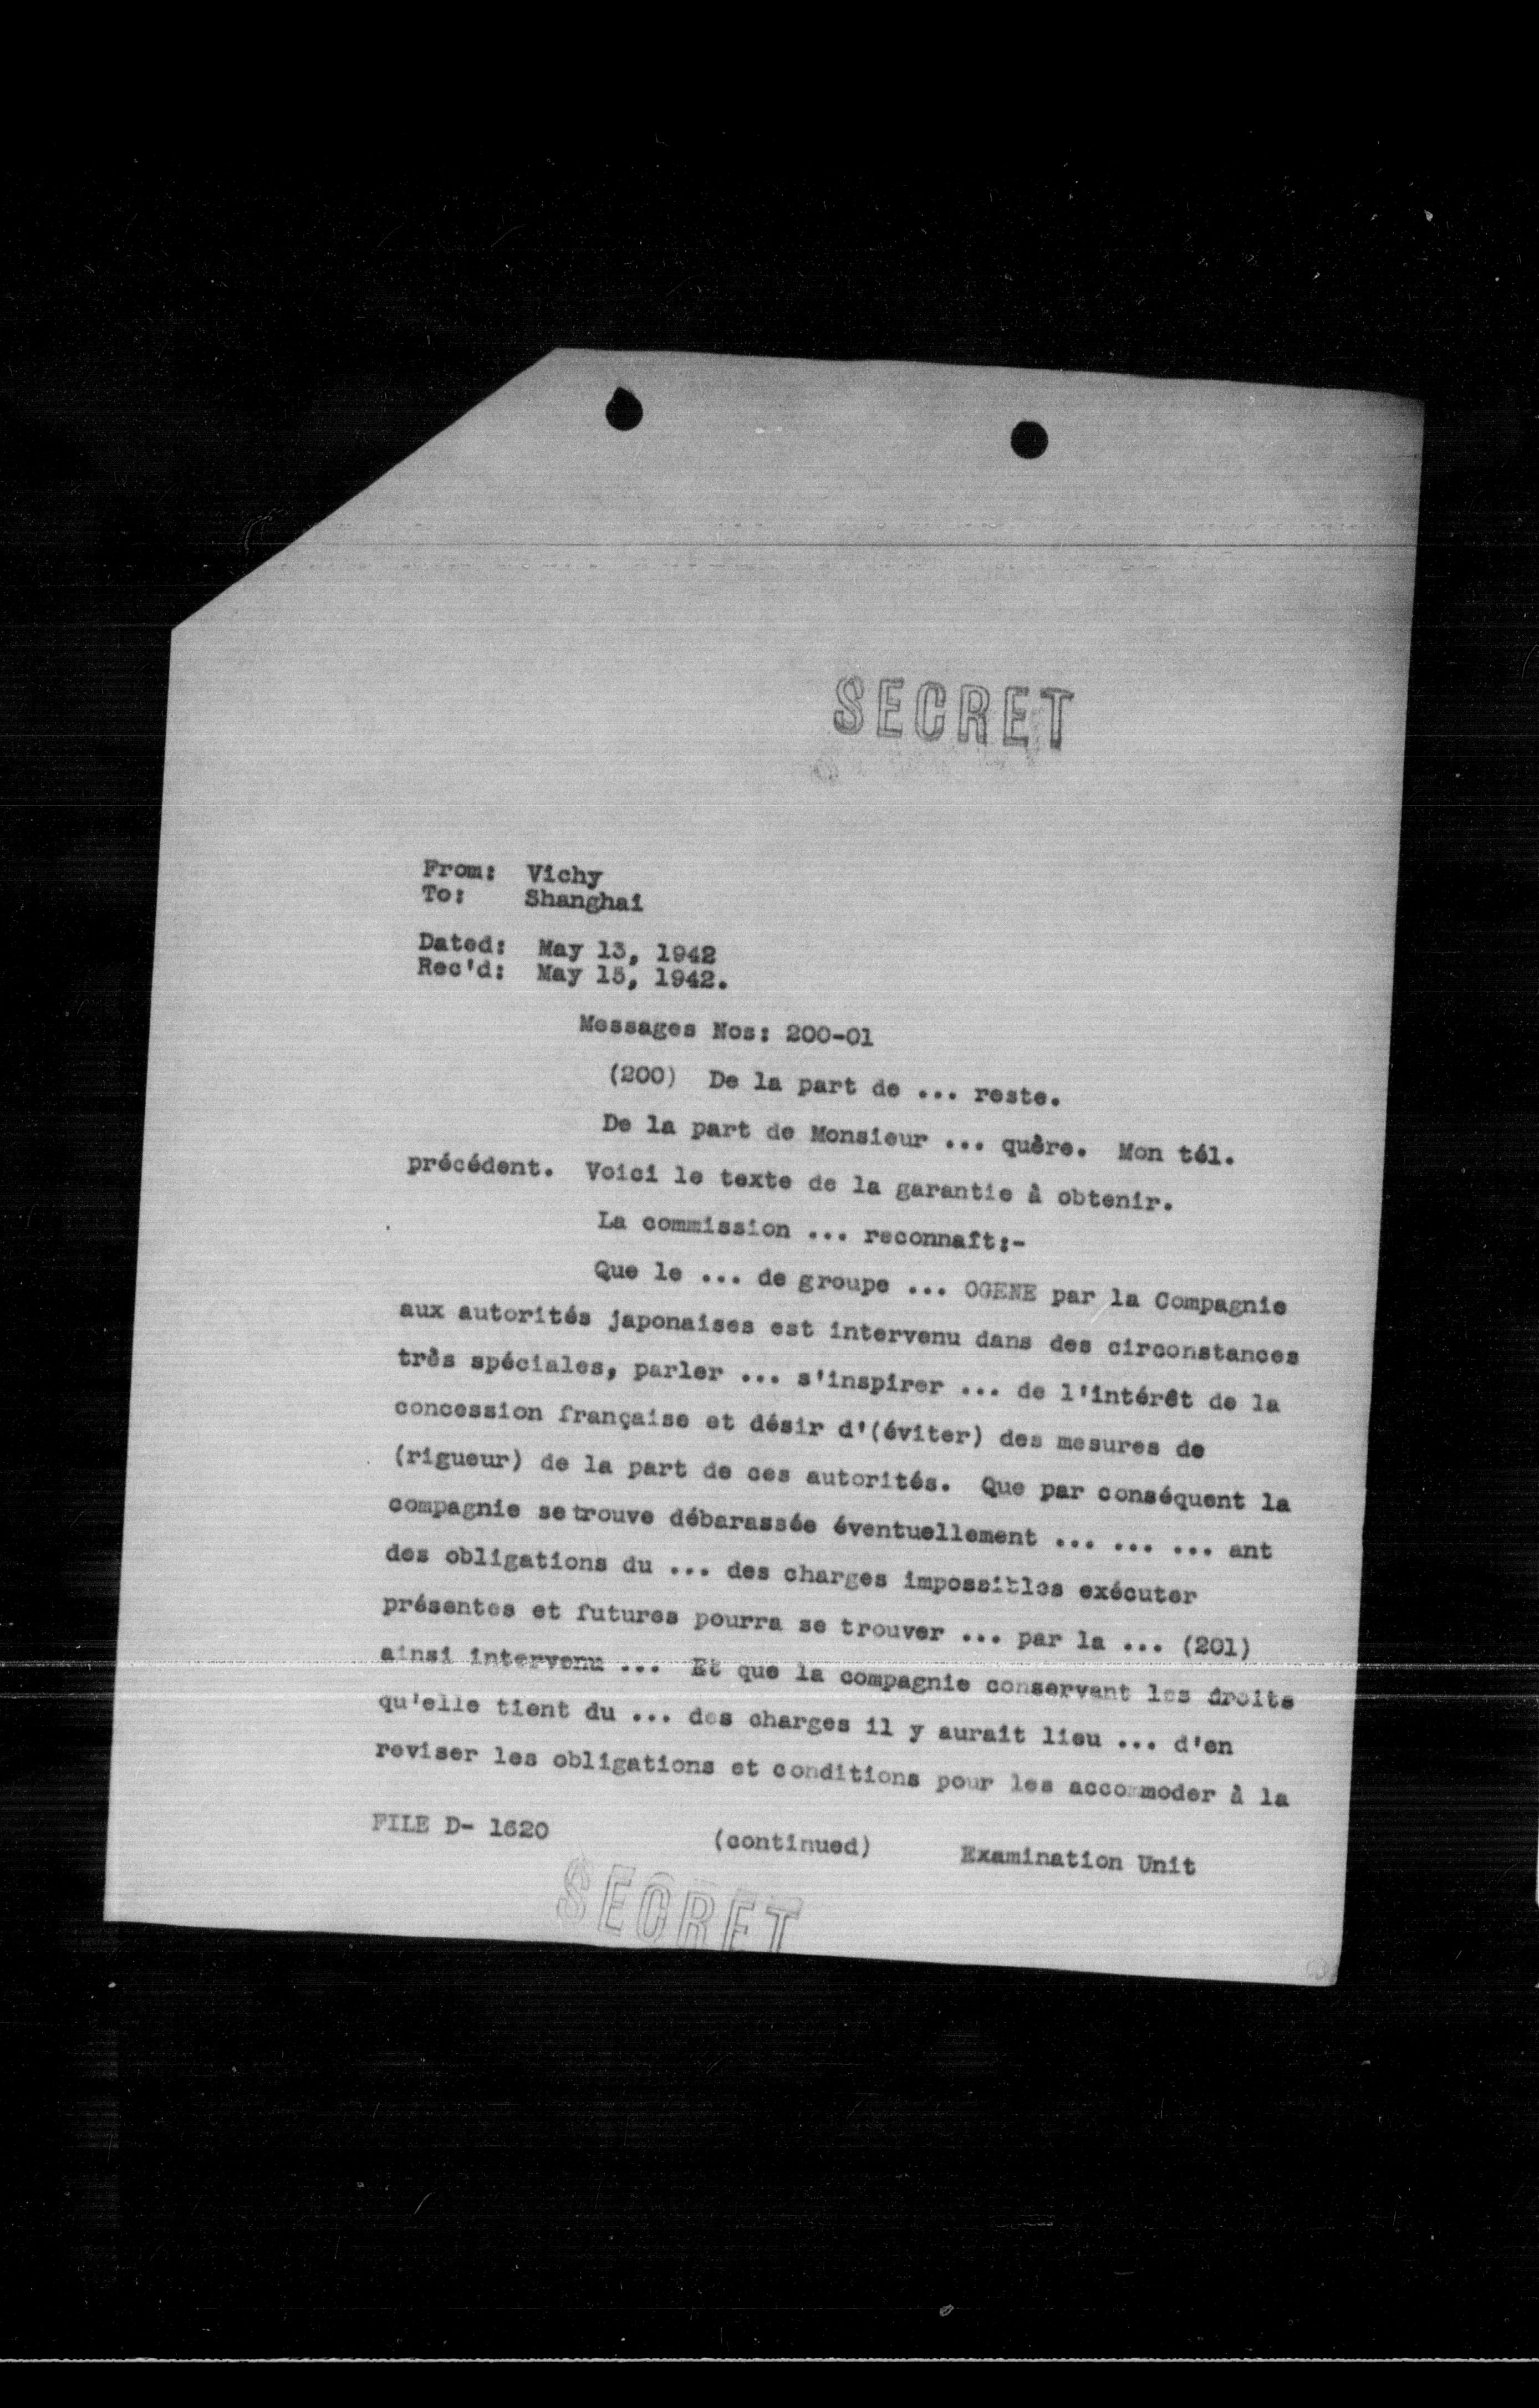 SECRET
From: Vichy
To: Shanghai
Dated: May 13, 1942
Rec'd: May 15, 1942.
Messages Nos: 200-01
(200) De la part de ... reste.
De la part de Monsieur ... quère. Mon tél.
précédent. Voici le texte de la garantie à obtenir.
La commission ... reconnaît:-
Que le ... de groupe ... OGENE par la Compagnie
aux autorités japonaises est intervenu dans des circonstances
très spéciales, parler ... s'inspirer ... de l'intérêt de la
concession française et désir d'(éviter) des mesures de
(rigueur) de la part de ces autorités. Que par conséquent la
compagnie se trouve débarassée éventuellement ... ... ... ant
des obligations du ... des charges impossibles exécuter
présentes et futures pourra se trouver ... par la ... (201)
ainsi intervenu ... Et que la compagnie conservant les droits
qu'elle tient du ... des charges il y aurait lieu ... d'en
reviser les obligations et conditions pour les accommoder à la
FILE D- 1620 (continued) Examination Unit
SECRET